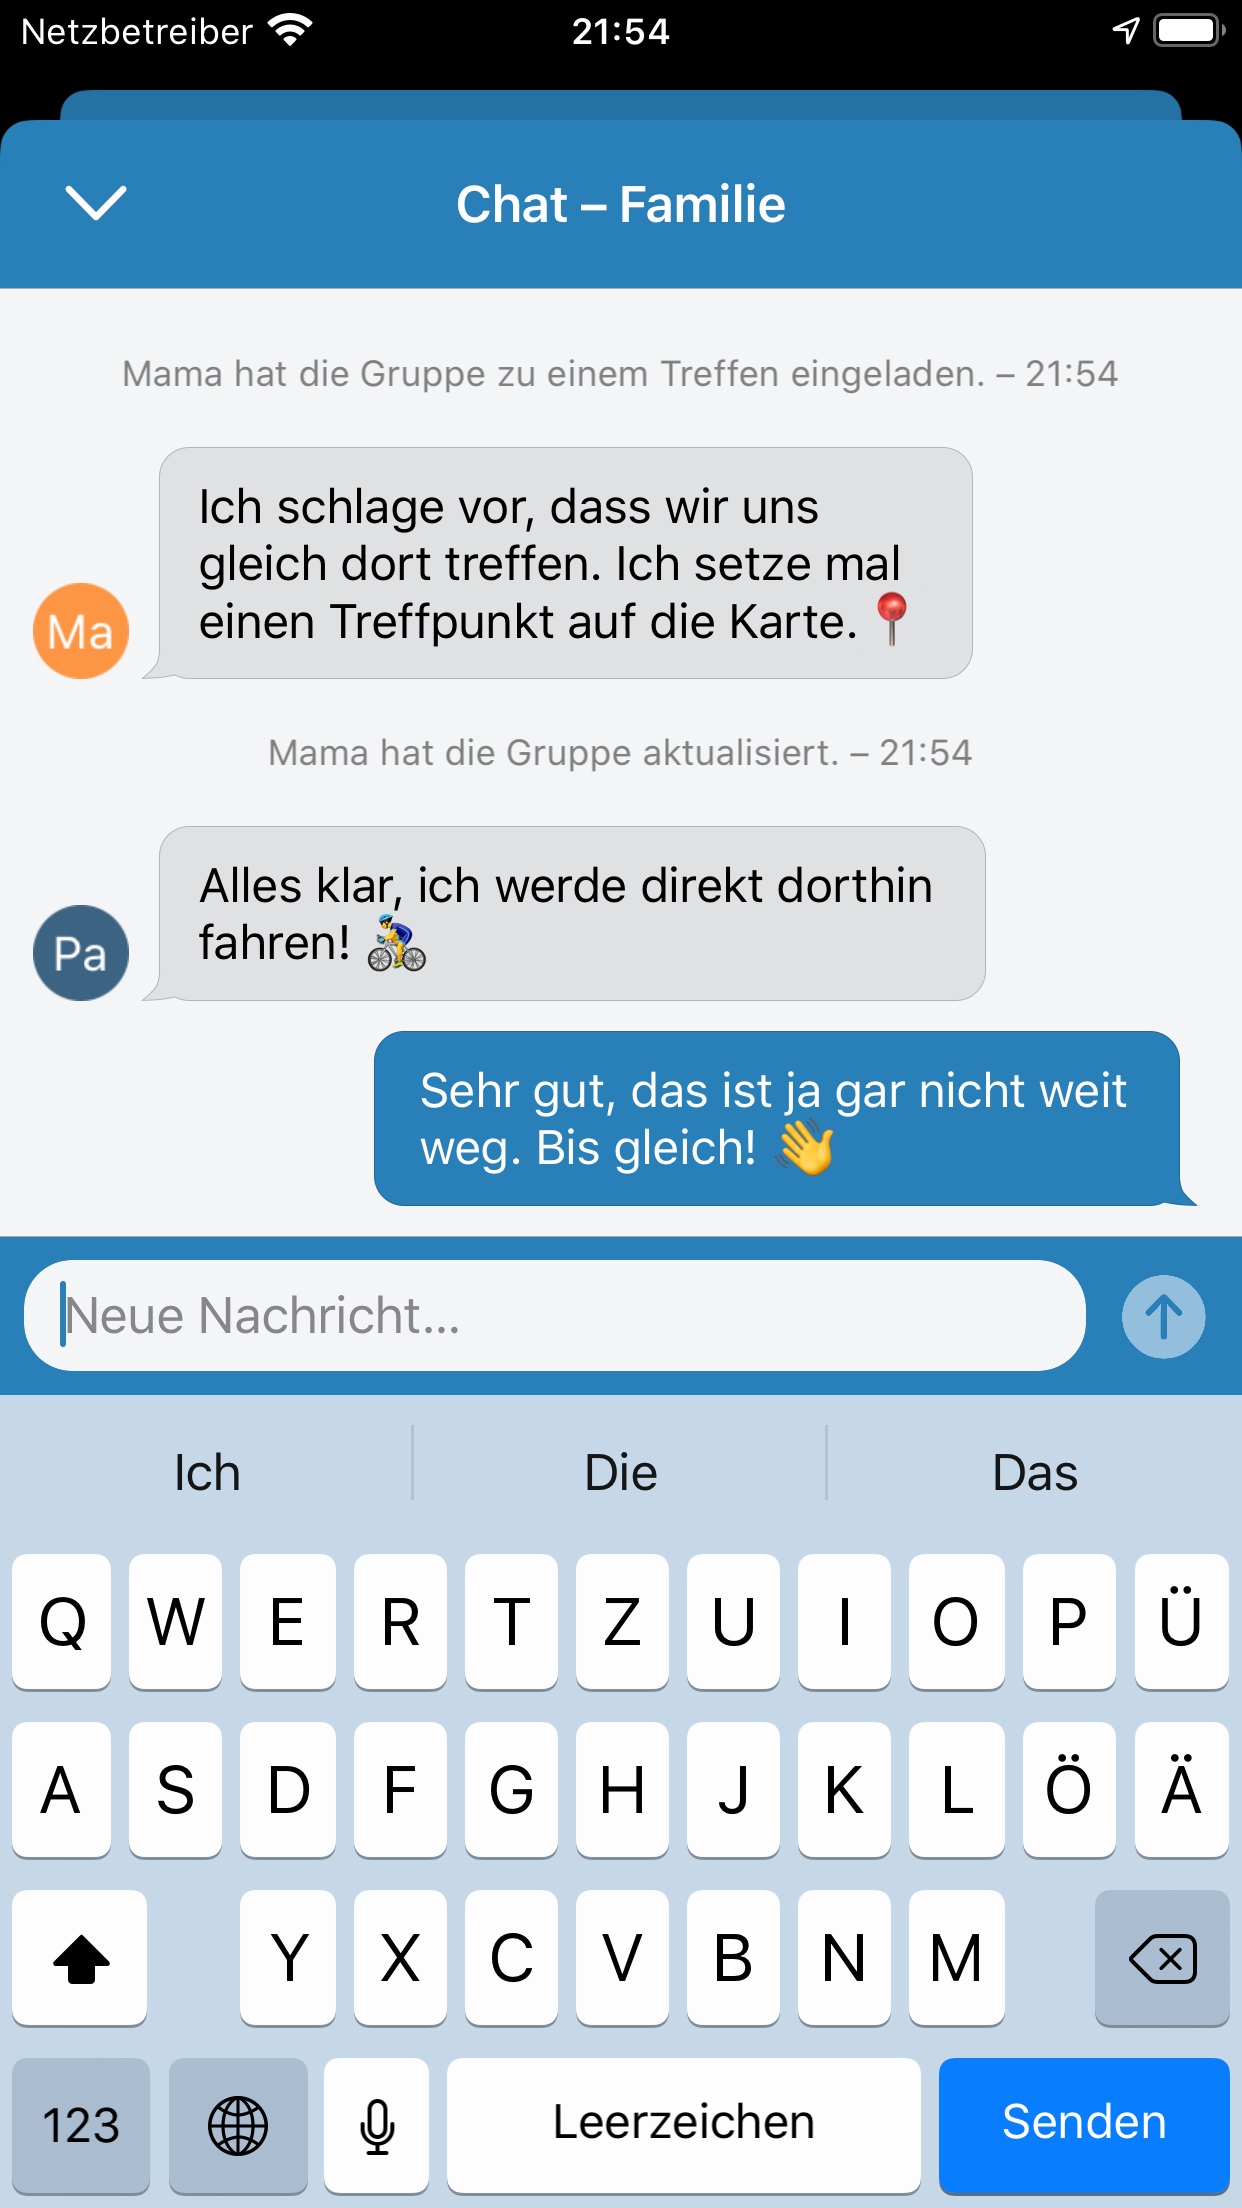 Netzbetreiber 21:54
Chat – Familie
Mama hat die Gruppe zu einem Treffen eingeladen. – 21:54
Ich schlage vor, dass wir uns
gleich dort treffen. Ich setze mal
einen Treffpunkt auf die Karte. 📍
Ma
Mama hat die Gruppe aktualisiert. – 21:54
Alles klar, ich werde direkt dorthin
fahren! 🚴‍♂️
Pa
Sehr gut, das ist ja gar nicht weit
weg. Bis gleich! 👋
Neue Nachricht...
Ich Die Das
Q W E R T Z U I O P Ü
A S D F G H J K L Ö Ä
Y X C V B N M
123 Leerzeichen Senden